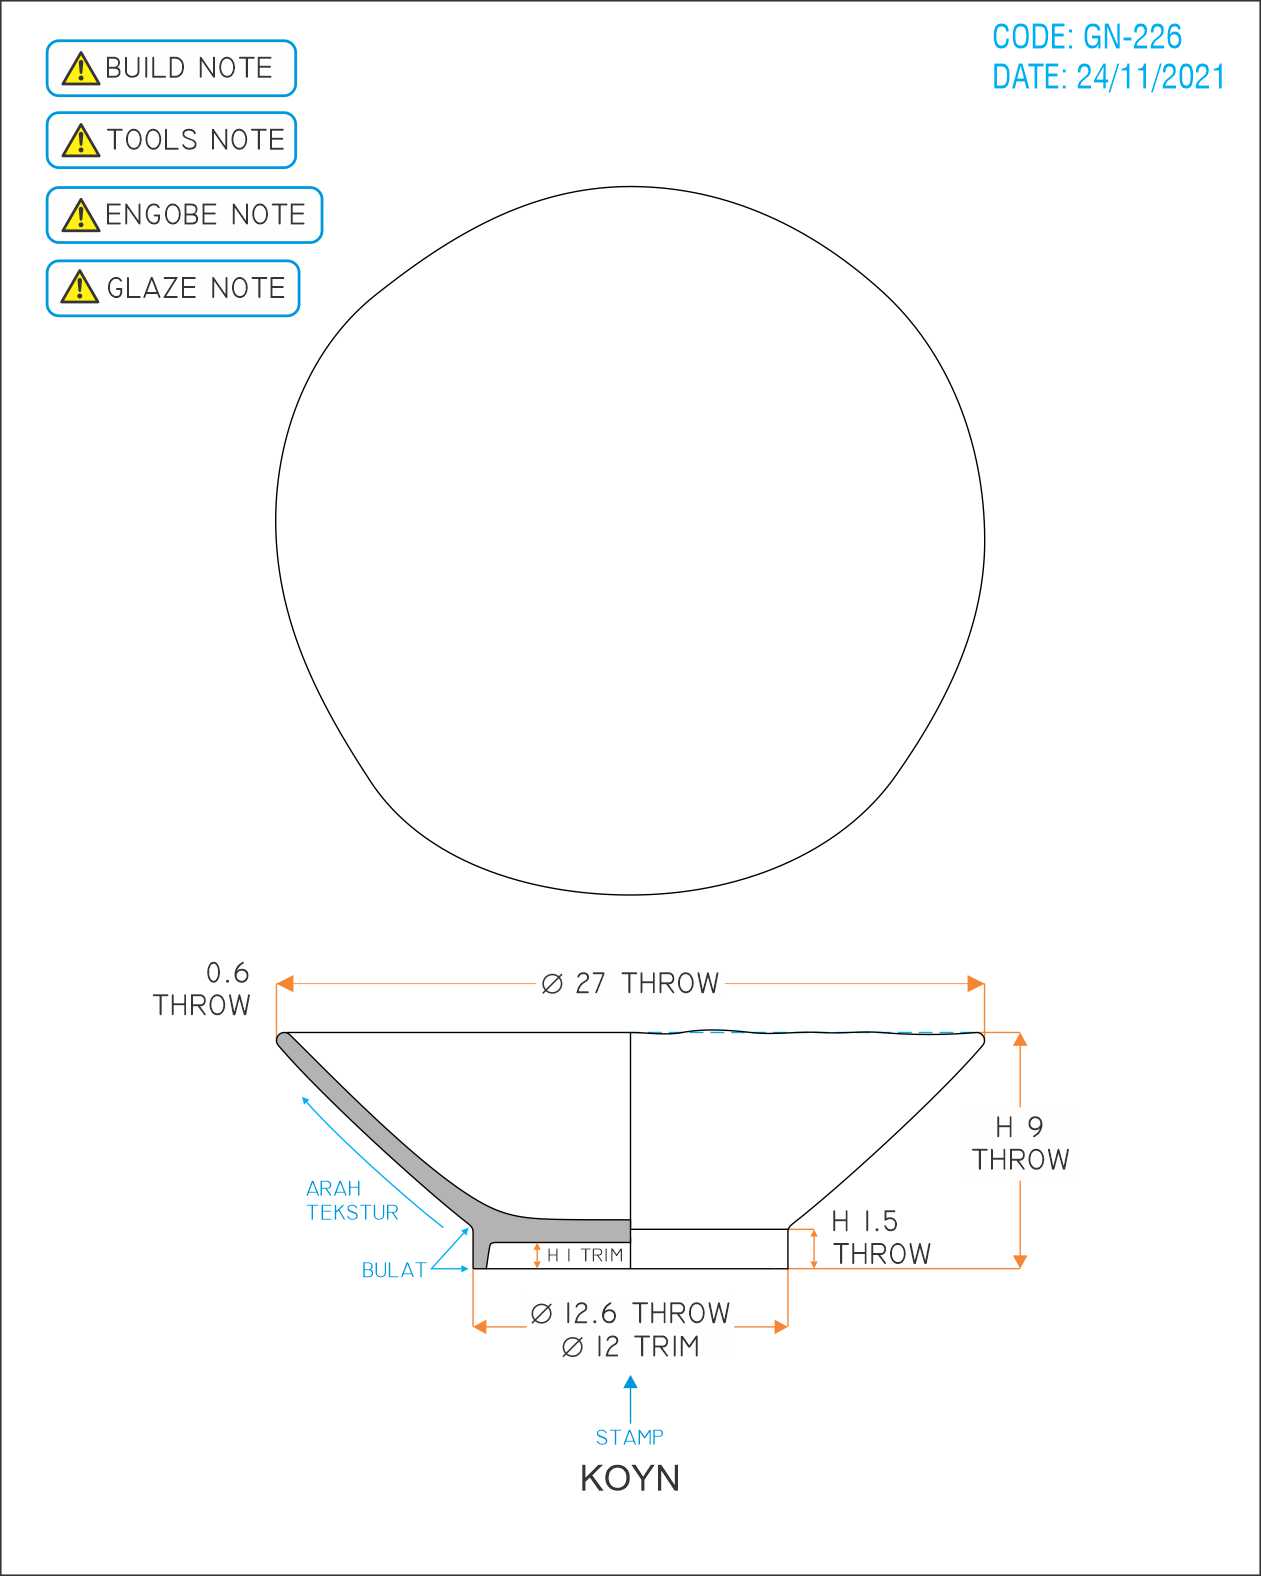 CODE: GN-226
DATE: 24/11/2021
BUILD NOTE
TOOLS NOTE
ENGOBE NOTE
GLAZE NOTE
0.6
THROW
Ø 27 THROW
H 9
THROW
ARAH
TEKSTUR
H 1.5
THROW
BULAT
H 1 TRIM
Ø 12.6 THROW
Ø 12 TRIM
STAMP
KOYN